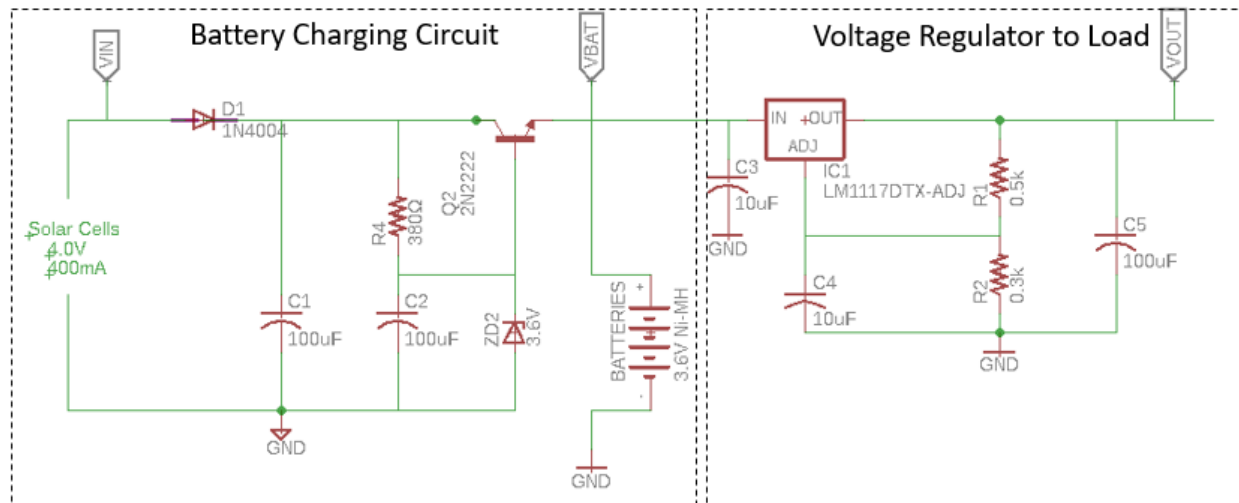 Battery Charging Circuit
Voltage Regulator to Load
VIN
VBAT
VOUT
D1
1N4004
Q2
2N2222
R4
380Ω
Solar Cells
4.0V
400mA
C1
100uF
C2
100uF
ZD2
3.6V
GND
BATTERIES
+
-
3.6V Ni-MH
GND
C3
10uF
GND
IN
+OUT
ADJ
IC1
LM1117DTX-ADJ
R1
0.5k
R2
0.3k
C4
10uF
C5
100uF
GND